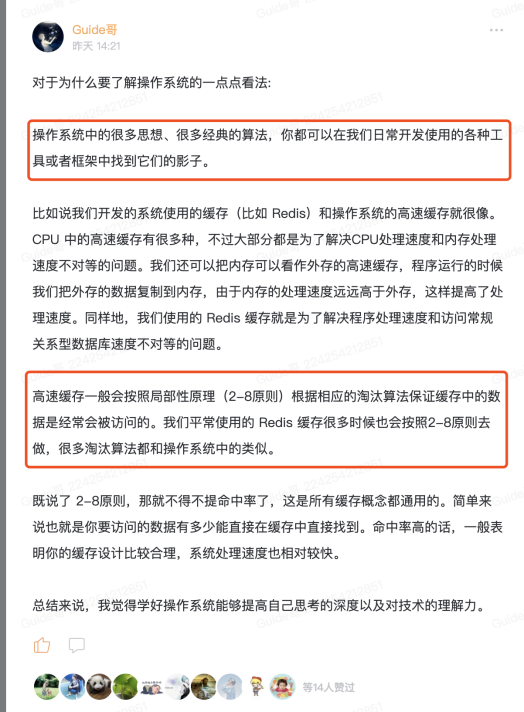 Guide哥
昨天 14:21
对于为什么要了解操作系统的一点点看法:
操作系统中的很多思想、很多经典的算法，你都可以在我们日常开发使用的各种工
具或者框架中找到它们的影子。
比如说我们开发的系统使用的缓存（比如 Redis）和操作系统的高速缓存就很像。
CPU 中的高速缓存有很多种，不过大部分都是为了解决CPU处理速度和内存处理
速度不对等的问题。我们还可以把内存可以看作外存的高速缓存，程序运行的时候
我们把外存的数据复制到内存，由于内存的处理速度远远高于外存，这样提高了处
理速度。同样地，我们使用的 Redis 缓存就是为了解决程序处理速度和访问常规
关系型数据库速度不对等的问题。
高速缓存一般会按照局部性原理（2-8原则）根据相应的淘汰算法保证缓存中的数
据是经常会被访问的。我们平常使用的 Redis 缓存很多时候也会按照2-8原则去
做，很多淘汰算法都和操作系统中的类似。
既说了 2-8原则，那就不得不提命中率了，这是所有缓存概念都通用的。简单来
说也就是你要访问的数据有多少能直接在缓存中直接找到。命中率高的话，一般表
明你的缓存设计比较合理，系统处理速度也相对较快。
总结来说，我觉得学好操作系统能够提高自己思考的深度以及对技术的理解力。
等14人赞过